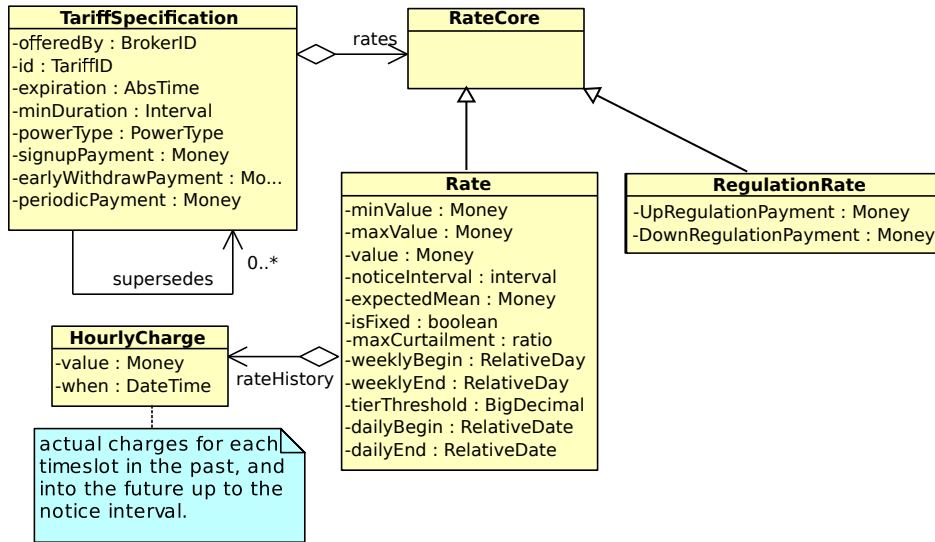 TariffSpecification
-offeredBy : BrokerID
-id : TariffID
-expiration : AbsTime
-minDuration : Interval
-powerType : PowerType
-signupPayment : Money
-earlyWithdrawPayment : Mo...
-periodicPayment : Money
rates
RateCore
supersedes
0..*
Rate
-minValue : Money
-maxValue : Money
-value : Money
-noticeInterval : interval
-expectedMean : Money
-isFixed : boolean
-maxCurtailment : ratio
-weeklyBegin : RelativeDay
-weeklyEnd : RelativeDay
-tierThreshold : BigDecimal
-dailyBegin : RelativeDate
-dailyEnd : RelativeDate
RegulationRate
-UpRegulationPayment : Money
-DownRegulationPayment : Money
HourlyCharge
-value : Money
-when : DateTime
rateHistory
actual charges for each
timeslot in the past, and
into the future up to the
notice interval.